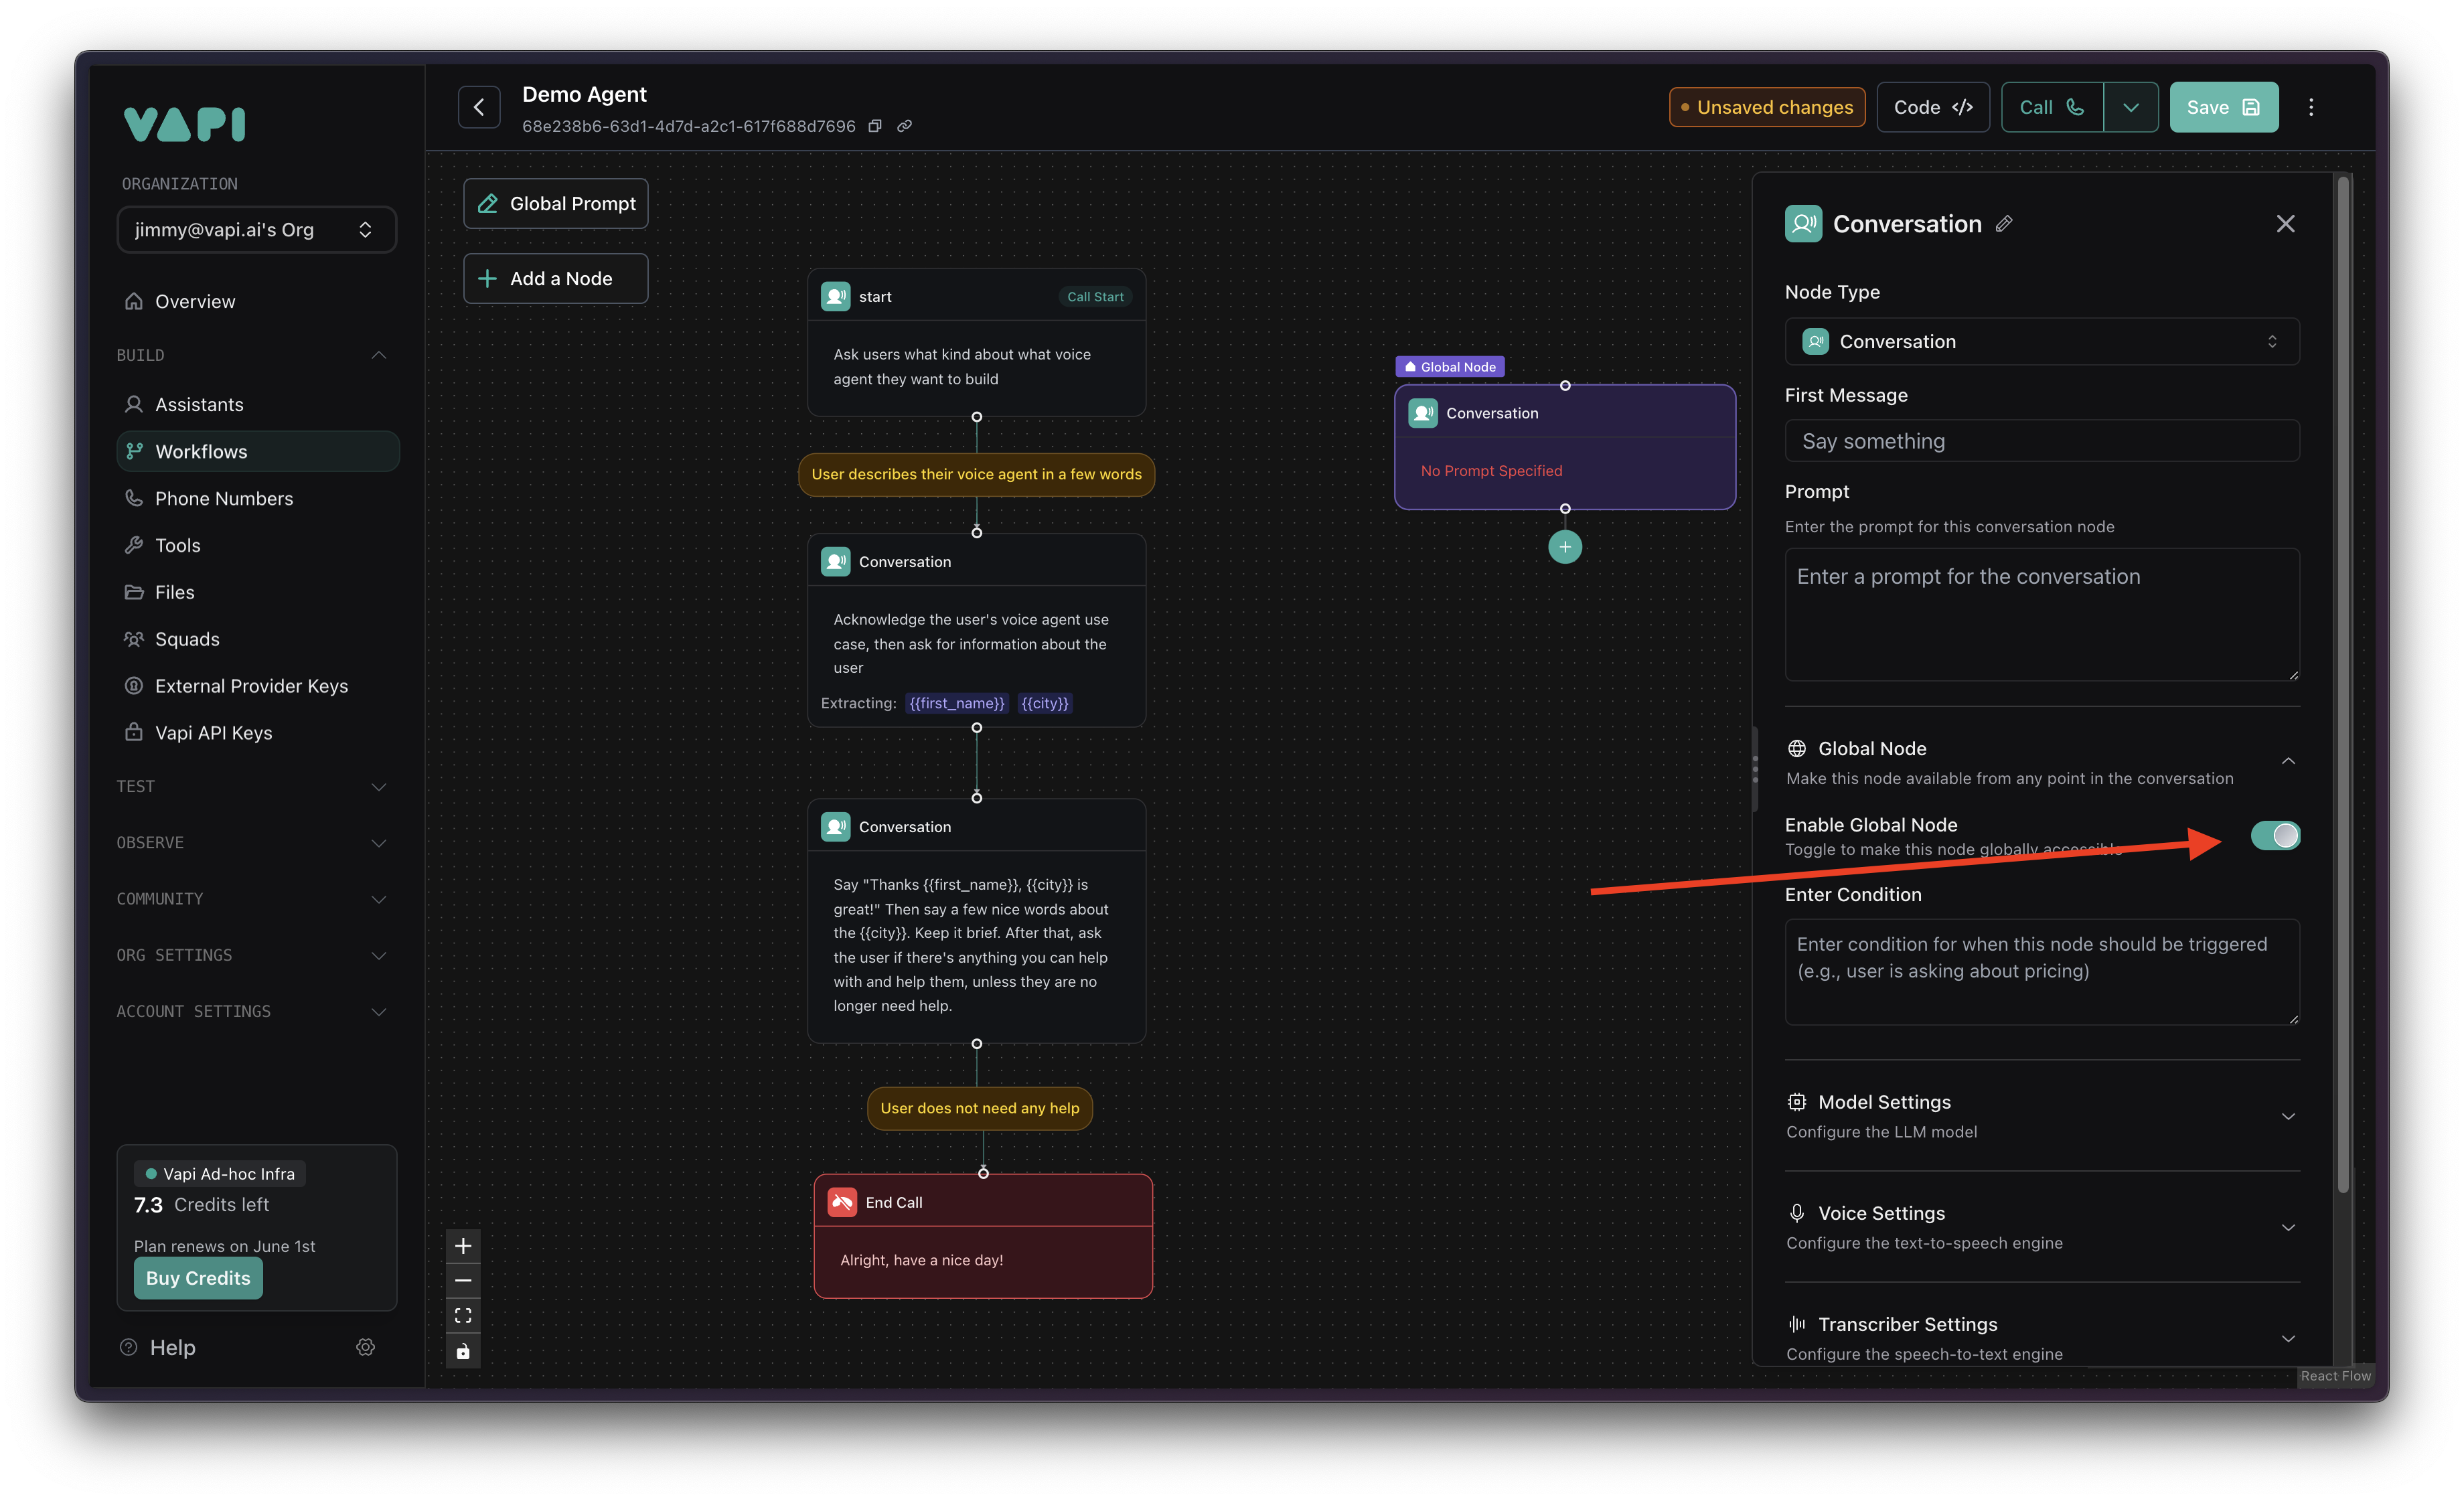 VAPI
ORGANIZATION
jimmy@vapi.ai's Org
Overview
BUILD
Assistants
Workflows
Phone Numbers
Tools
Files
Squads
External Provider Keys
Vapi API Keys
TEST
OBSERVE
COMMUNITY
ORG SETTINGS
ACCOUNT SETTINGS
Vapi Ad-hoc Infra
7.3 Credits left
Plan renews on June 1st
Buy Credits
Help
Demo Agent
68e238b6-63d1-4d7d-a2c1-617f688d7696
Unsaved changes
Code </>
Call
Save
Global Prompt
Add a Node
start
Call Start
Ask users what kind about what voice
agent they want to build
User describes their voice agent in a few words
Conversation
Acknowledge the user's voice agent use
case, then ask for information about the
user
Extracting: {{first_name}} {{city}}
Conversation
Say "Thanks {{first_name}}, {{city}} is
great!" Then say a few nice words about
the {{city}}. Keep it brief. After that, ask
the user if there's anything you can help
with and help them, unless they are no
longer need help.
User does not need any help
End Call
Alright, have a nice day!
Global Node
Conversation
No Prompt Specified
Conversation
Node Type
Conversation
First Message
Say something
Prompt
Enter the prompt for this conversation node
Enter a prompt for the conversation
Global Node
Make this node available from any point in the conversation
Enable Global Node
Toggle to make this node globally accessible
Enter Condition
Enter condition for when this node should be triggered
(e.g., user is asking about pricing)
Model Settings
Configure the LLM model
Voice Settings
Configure the text-to-speech engine
Transcriber Settings
Configure the speech-to-text engine
React Flow